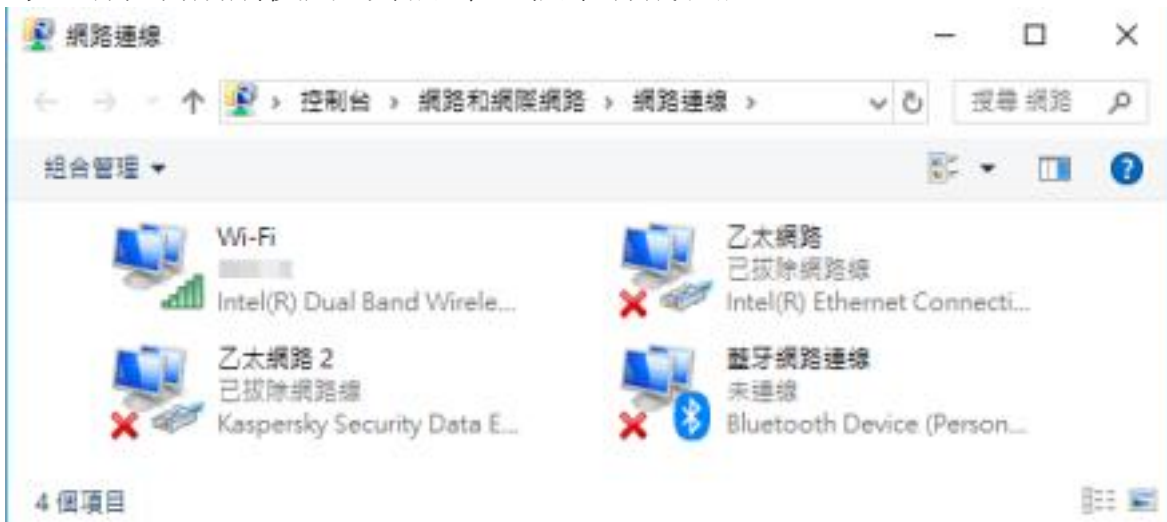 網路連線
控制台 › 網路和網際網路 › 網路連線 ›
搜尋 網路
組合管理
Wi-Fi
Intel(R) Dual Band Wirele...
乙太網路
已拔除網路線
Intel(R) Ethernet Connecti...
乙太網路 2
已拔除網路線
Kaspersky Security Data E...
藍牙網路連線
未連線
Bluetooth Device (Person...
4 個項目